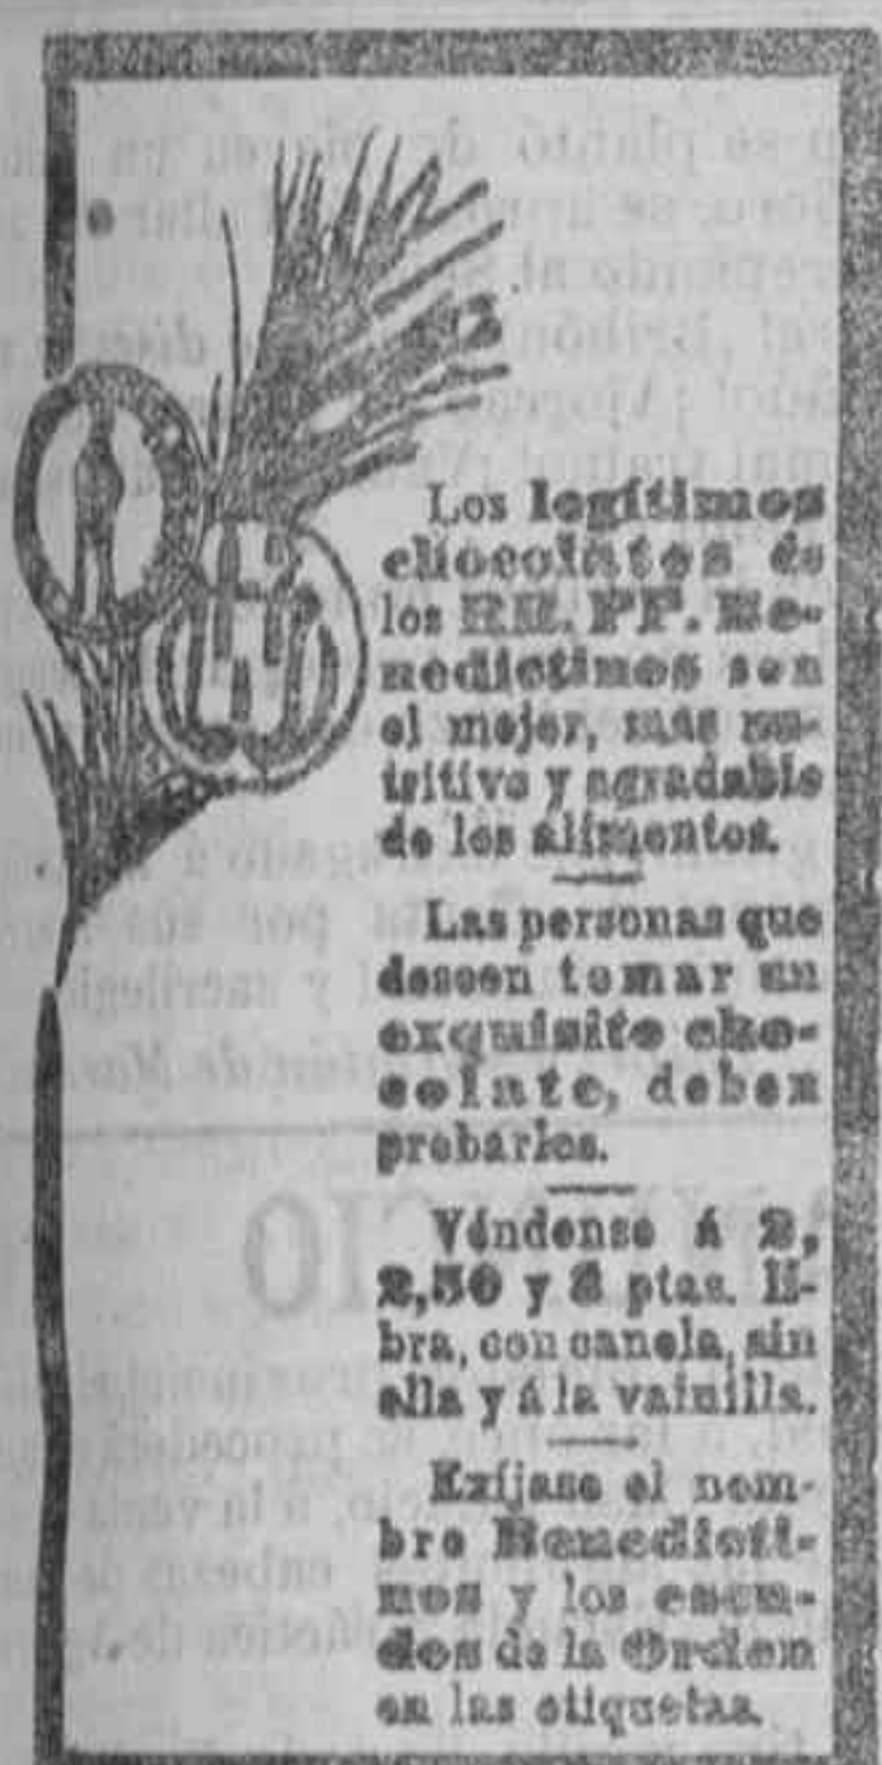 Los legítimos
chocolates de
los RR. PP. Be-
nedictinos son
el mejor, más nu-
tritivo y agradable
de los alimentos.
Las personas que
deseen tomar un
exquisito cho-
colate, deben
probarlos.
Véndense á 2,
2,50 y 3 ptas. li-
bra, con canela, sin
ella y á la vainilla.
Exíjase el nom-
bre Benedicti-
nos y los escu-
dos de la Orden
en las etiquetas.